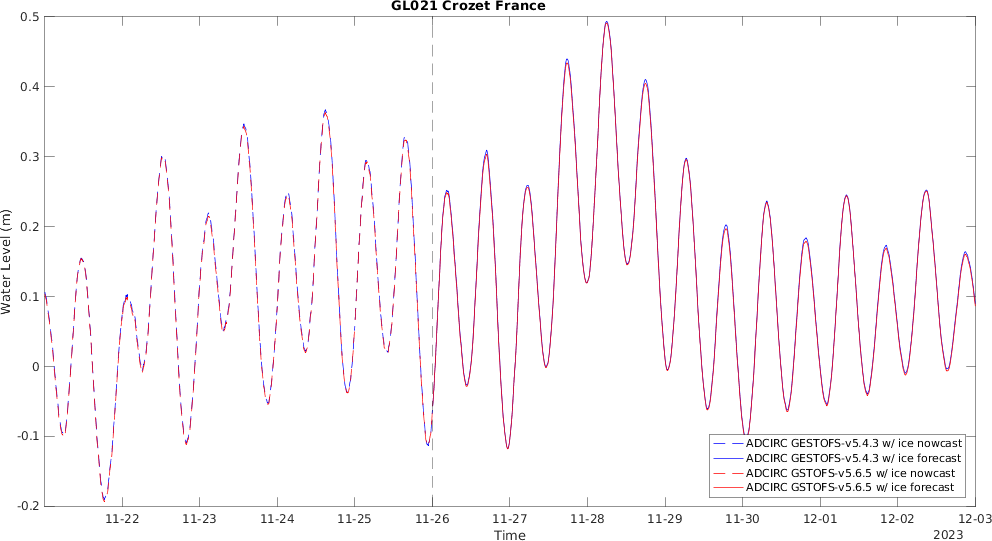 GL021 Crozet France
Water Level (m)
0.5
0.4
0.3
0.2
0.1
0
-0.1
-0.2
ADCIRC GESTOFS-v5.4.3 w/ ice nowcast
ADCIRC GESTOFS-v5.4.3 w/ ice forecast
ADCIRC GSTOFS-v5.6.5 w/ ice nowcast
ADCIRC GSTOFS-v5.6.5 w/ ice forecast
11-22 11-23 11-24 11-25 11-26 11-27 11-28 11-29 11-30 12-01 12-02 12-03
Time
2023